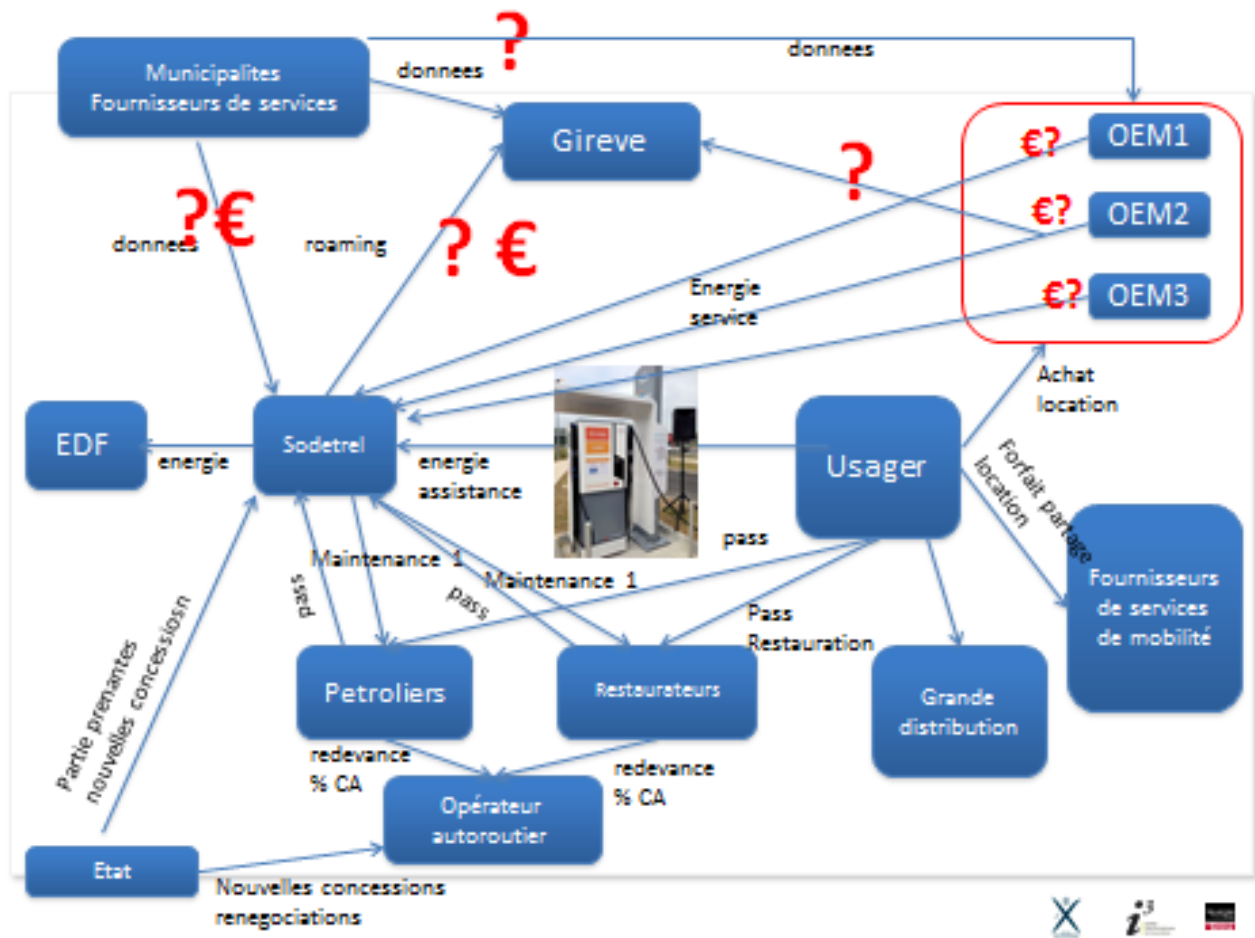 ?
donnees
donnees
Municipalites
Fournisseurs de services
Gireve
?
€?
OEM1
€?
OEM2
€?
OEM3
?€
donnees
roaming
? €
Energie
service
Achat
location
EDF
energie
Sodetrel
energie
assistance
Usager
Forfait partage
location
pass
Maintenance 1
Maintenance 1
pass
pass
Pass
Restauration
Fournisseurs
de services
de mobilité
Partie prenantes
nouvelles concessiosn
Petroliers
Restaurateurs
Grande
distribution
redevance
% CA
redevance
% CA
Opérateur
autoroutier
Etat
Nouvelles concessions
renegociations
i3